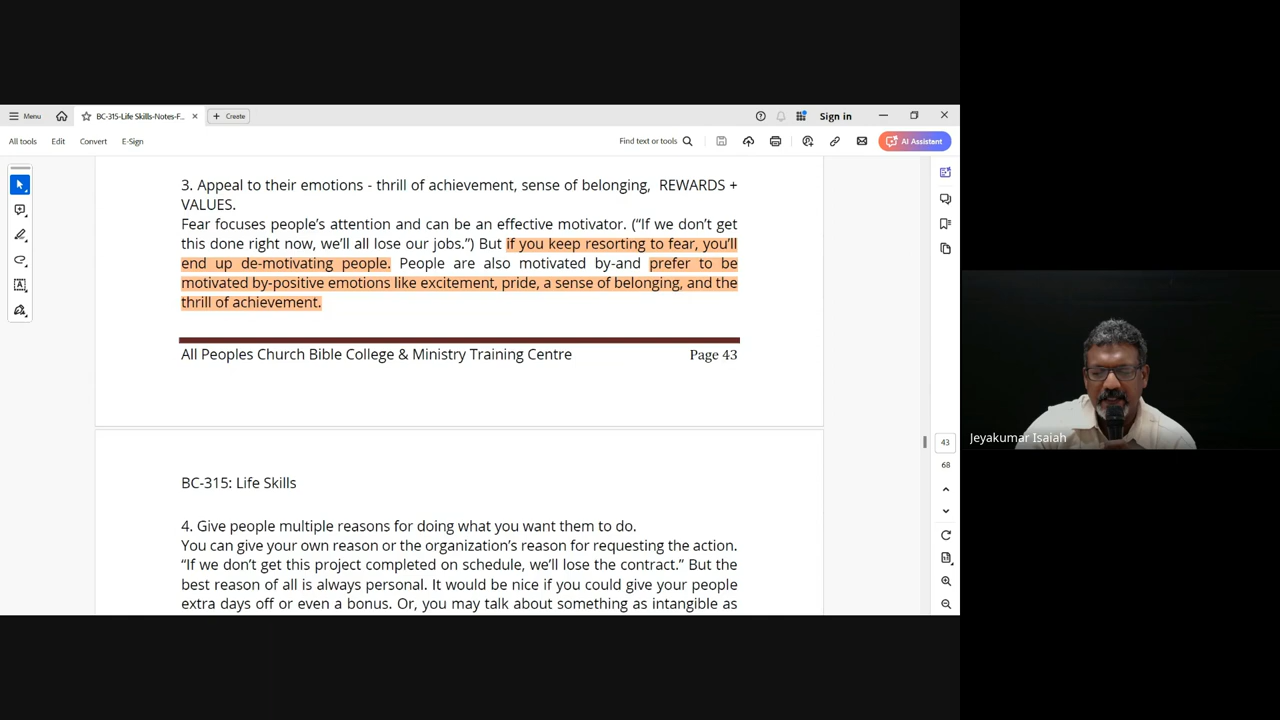 Menu
BC-315-Life Skills-Notes-F...
Create
Sign in
All tools
Edit
Convert
E-Sign
Find text or tools
AI Assistant
3. Appeal to their emotions - thrill of achievement, sense of belonging, REWARDS +
VALUES.
Fear focuses people’s attention and can be an effective motivator. (“If we don’t get
this done right now, we’ll all lose our jobs.”) But if you keep resorting to fear, you’ll
end up de-motivating people. People are also motivated by-and prefer to be
motivated by-positive emotions like excitement, pride, a sense of belonging, and the
thrill of achievement.
All Peoples Church Bible College & Ministry Training Centre Page 43
BC-315: Life Skills
4. Give people multiple reasons for doing what you want them to do.
You can give your own reason or the organization’s reason for requesting the action.
“If we don’t get this project completed on schedule, we’ll lose the contract.” But the
best reason of all is always personal. It would be nice if you could give your people
extra days off or even a bonus. Or, you may talk about something as intangible as
43
68
Jeyakumar Isaiah